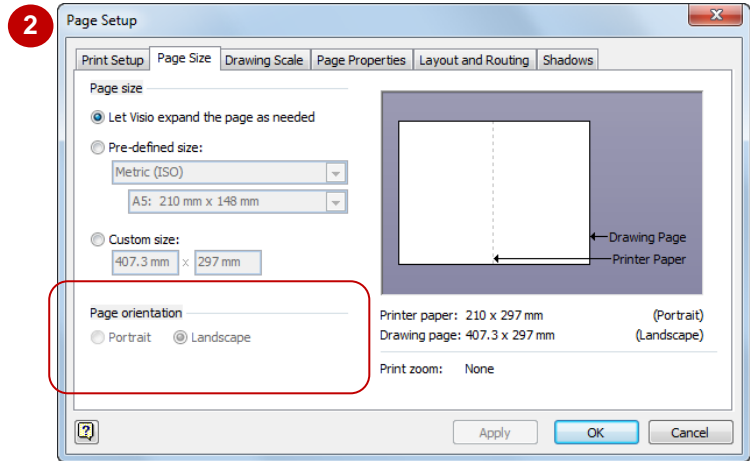 2
Page Setup
Print Setup Page Size Drawing Scale Page Properties Layout and Routing Shadows
Page size
Let Visio expand the page as needed
Pre-defined size:
Metric (ISO)
A5: 210 mm x 148 mm
Custom size:
407.3 mm x 297 mm
Drawing Page
Printer Paper
Page orientation
Portrait Landscape
Printer paper: 210 x 297 mm (Portrait)
Drawing page: 407.3 x 297 mm (Landscape)
Print zoom: None
? Apply OK Cancel